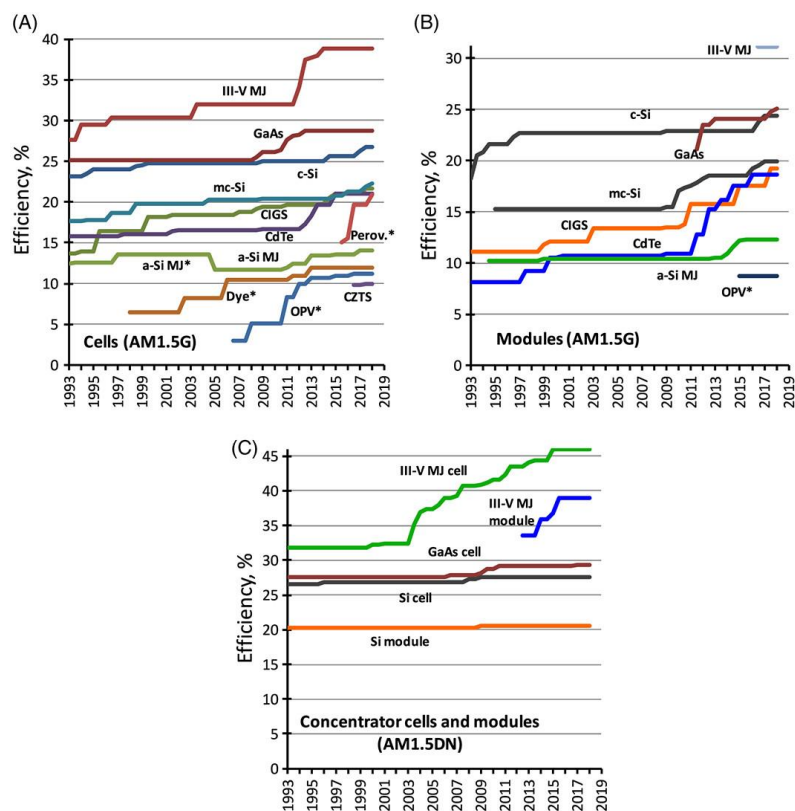 (A)
40
35
30
25
20
15
10
5
0
Efficiency, %
III-V MJ
GaAs
c-Si
mc-Si
CIGS
CdTe
Perov.*
a-Si MJ*
a-Si MJ
Dye*
OPV*
CZTS
Cells (AM1.5G)
1993
1995
1997
1999
2001
2003
2005
2007
2009
2011
2013
2015
2017
2019
(B)
30
25
20
15
10
5
0
Efficiency, %
III-V MJ
c-Si
GaAs
mc-Si
CIGS
CdTe
a-Si MJ
OPV*
Modules (AM1.5G)
1993
1995
1997
1999
2001
2003
2005
2007
2009
2011
2013
2015
2017
2019
(C)
45
40
35
30
25
20
15
10
5
0
Efficiency, %
III-V MJ cell
III-V MJ
module
GaAs cell
Si cell
Si module
Concentrator cells and modules
(AM1.5DN)
1993
1995
1997
1999
2001
2003
2005
2007
2009
2011
2013
2015
2017
2019